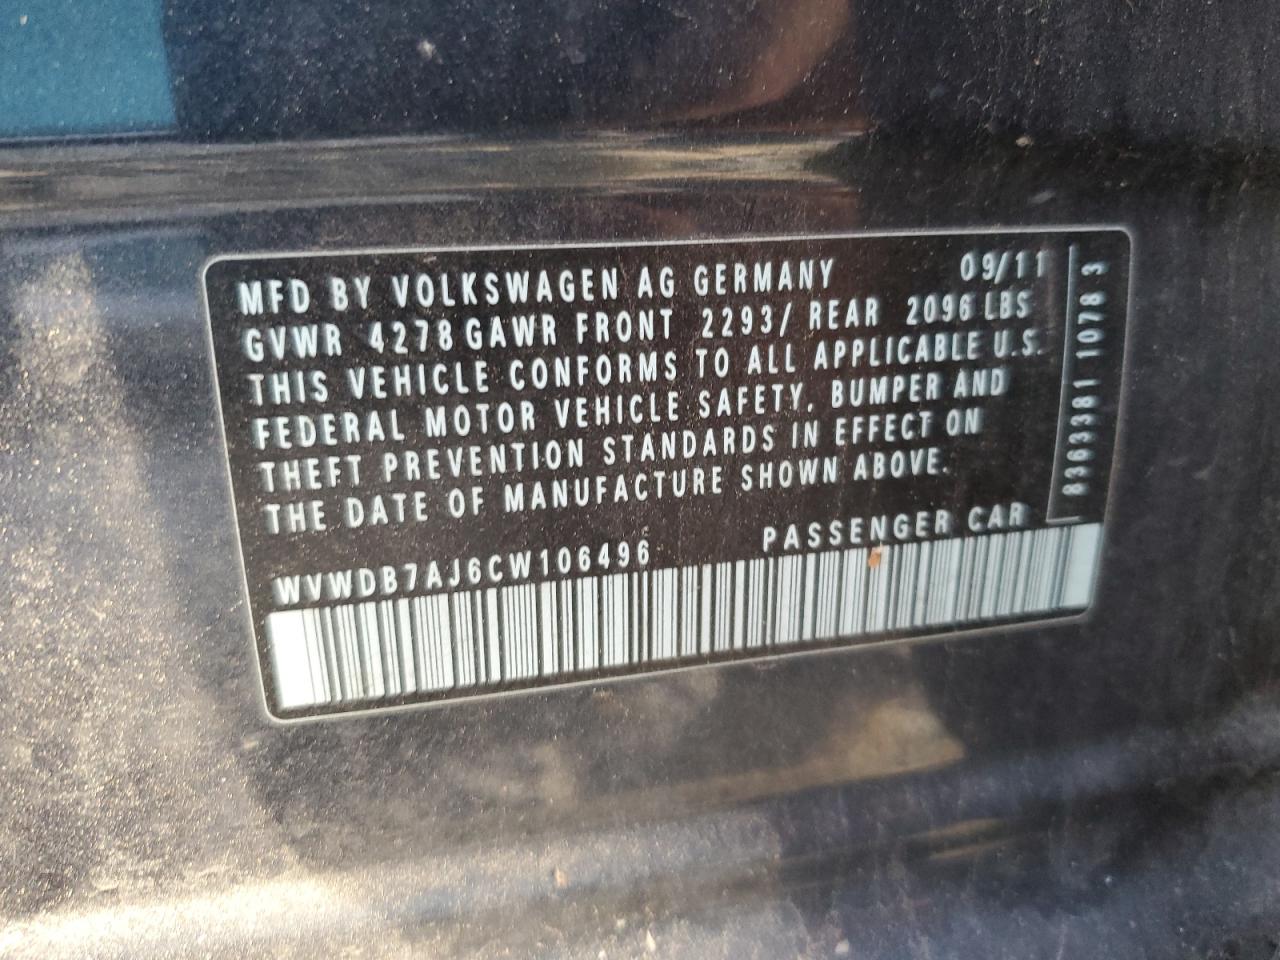 MFD BY VOLKSWAGEN AG GERMANY 09/11
GVWR 4278 GAWR FRONT 2293/ REAR 2096 LBS
THIS VEHICLE CONFORMS TO ALL APPLICABLE U.S.
FEDERAL MOTOR VEHICLE SAFETY, BUMPER AND
THEFT PREVENTION STANDARDS IN EFFECT ON
THE DATE OF MANUFACTURE SHOWN ABOVE.
WVWDB7AJ6CW106496 PASSENGER CAR
8363381 1078 3